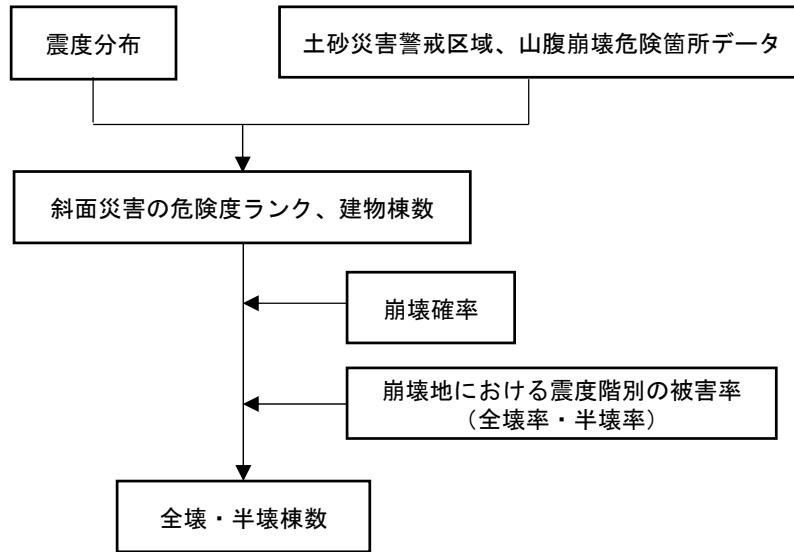 震度分布
土砂災害警戒区域、山腹崩壊危険箇所データ
斜面災害の危険度ランク、建物棟数
崩壊確率
崩壊地における震度階別の被害率
（全壊率・半壊率）
全壊・半壊棟数